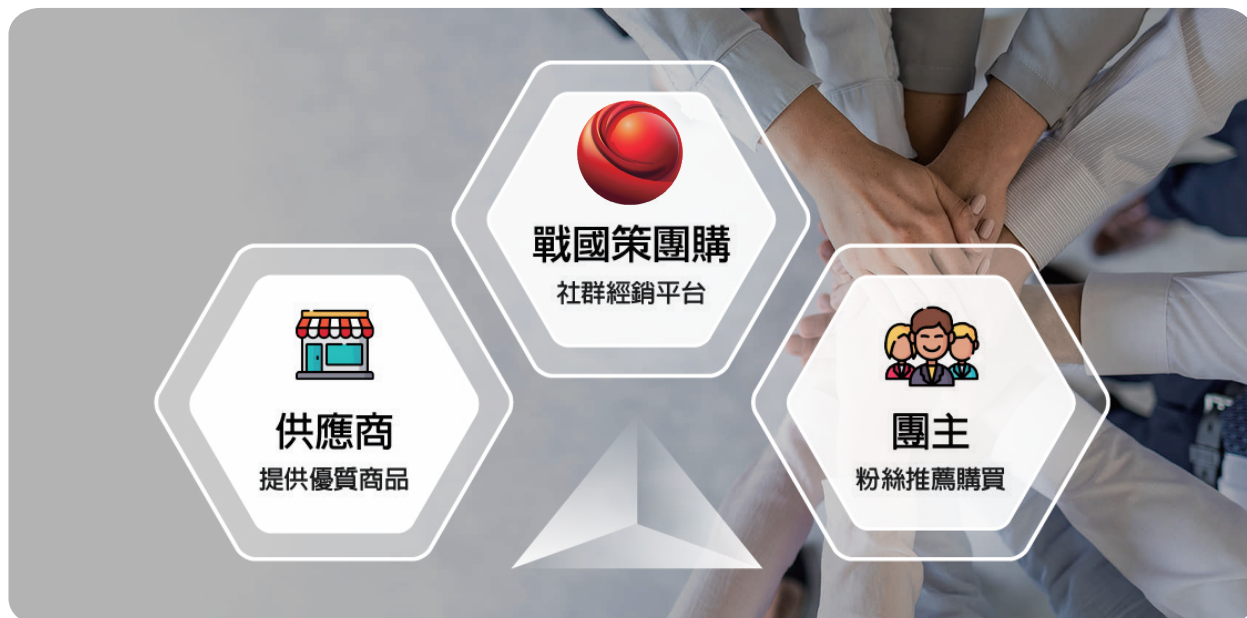 戰國策團購
社群經銷平台
供應商
提供優質商品
團主
粉絲推薦購買